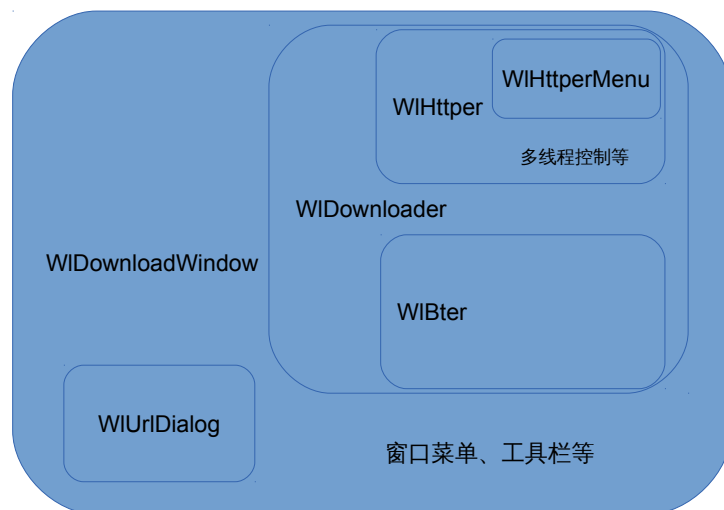 WlHttperMenu
WlHttper
多线程控制等
WlDownloader
WlDownloadWindow
WlBter
WlUrlDialog
窗口菜单、工具栏等